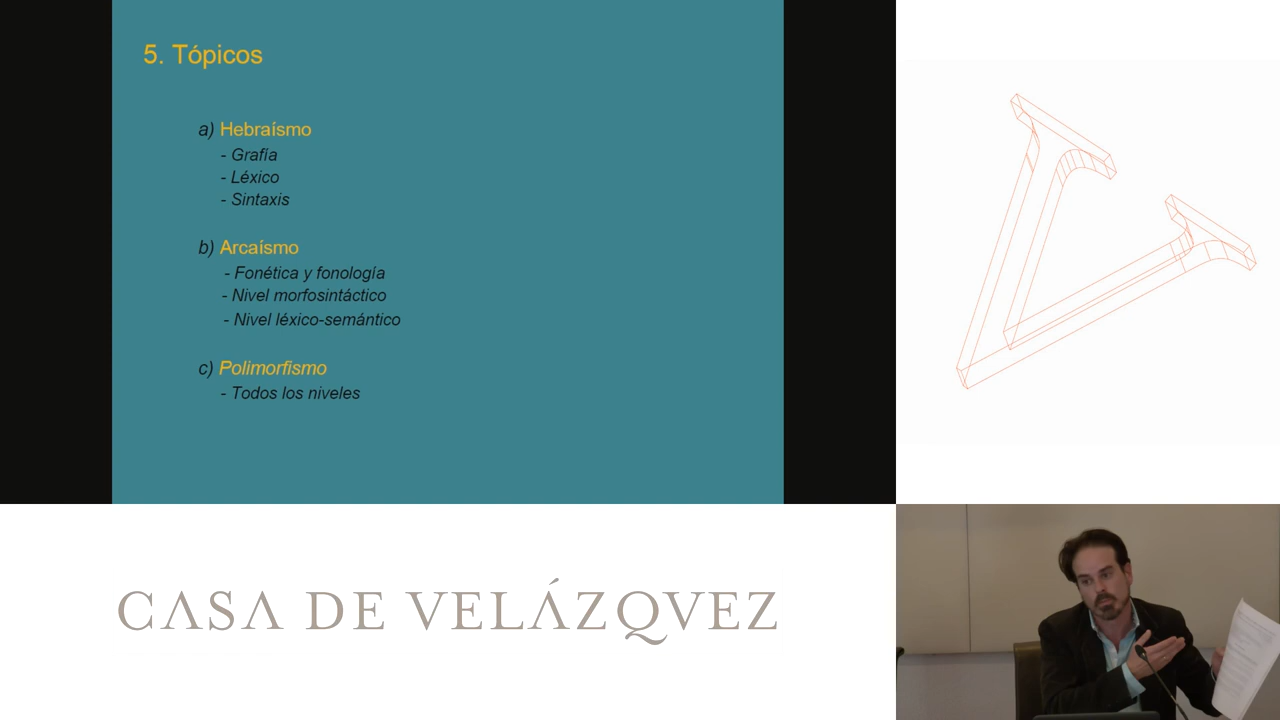 5. Tópicos
a) Hebraísmo
- Grafía
- Léxico
- Sintaxis
b) Arcaísmo
- Fonética y fonología
- Nivel morfosintáctico
- Nivel léxico-semántico
c) Polimorfismo
- Todos los niveles
CASA DE VELÁZQVEZ